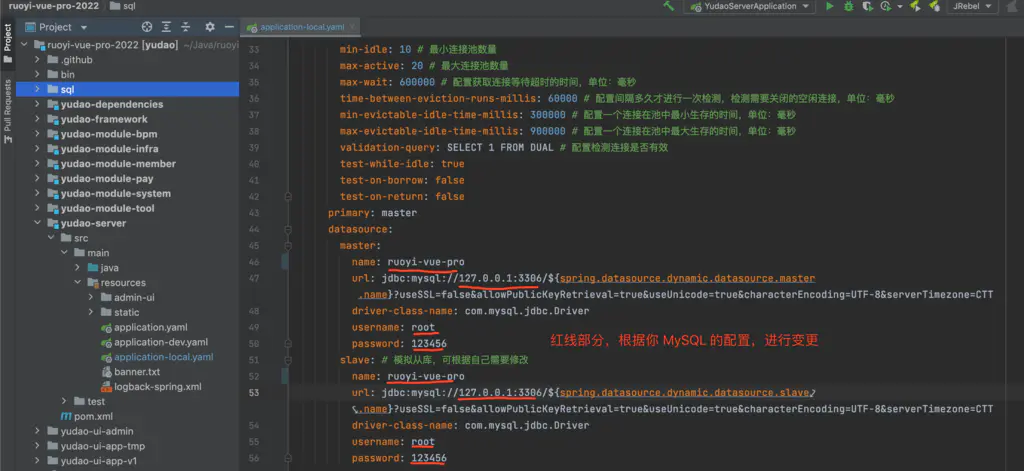 ruoyi-vue-pro-2022 sql
YudaoServerApplication
JRebel
Project
Pull Requests
Project
application-local.yaml
ruoyi-vue-pro-2022 [yudao] ~/Java/ruoyi
.github
bin
sql
yudao-dependencies
yudao-framework
yudao-module-bpm
yudao-module-infra
yudao-module-member
yudao-module-pay
yudao-module-system
yudao-module-tool
yudao-server
src
main
java
resources
admin-ui
static
application.yaml
application-dev.yaml
application-local.yaml
banner.txt
logback-spring.xml
test
pom.xml
yudao-ui-admin
yudao-ui-app-tmp
yudao-ui-app-v1
33 min-idle: 10 # 最小连接池数量
34 max-active: 20 # 最大连接池数量
35 max-wait: 600000 # 配置获取连接等待超时的时间，单位：毫秒
36 time-between-eviction-runs-millis: 60000 # 配置间隔多久才进行一次检测，检测需要关闭的空闲连接，单位：毫秒
37 min-evictable-idle-time-millis: 300000 # 配置一个连接在池中最小生存的时间，单位：毫秒
38 max-evictable-idle-time-millis: 900000 # 配置一个连接在池中最大生存的时间，单位：毫秒
39 validation-query: SELECT 1 FROM DUAL # 配置检测连接是否有效
40 test-while-idle: true
41 test-on-borrow: false
42 test-on-return: false
43 primary: master
44 datasource:
45 master:
46 name: ruoyi-vue-pro
47 url: jdbc:mysql://127.0.0.1:3306/${spring.datasource.dynamic.datasource.master
.name}?useSSL=false&allowPublicKeyRetrieval=true&useUnicode=true&characterEncoding=UTF-8&serverTimezone=CTT
48 driver-class-name: com.mysql.jdbc.Driver
49 username: root
50 password: 123456
红线部分，根据你 MySQL 的配置，进行变更
51 slave: # 模拟从库，可根据自己需要修改
52 name: ruoyi-vue-pro
53 url: jdbc:mysql://127.0.0.1:3306/${spring.datasource.dynamic.datasource.slave
.name}?useSSL=false&allowPublicKeyRetrieval=true&useUnicode=true&characterEncoding=UTF-8&serverTimezone=CTT
54 driver-class-name: com.mysql.jdbc.Driver
55 username: root
56 password: 123456